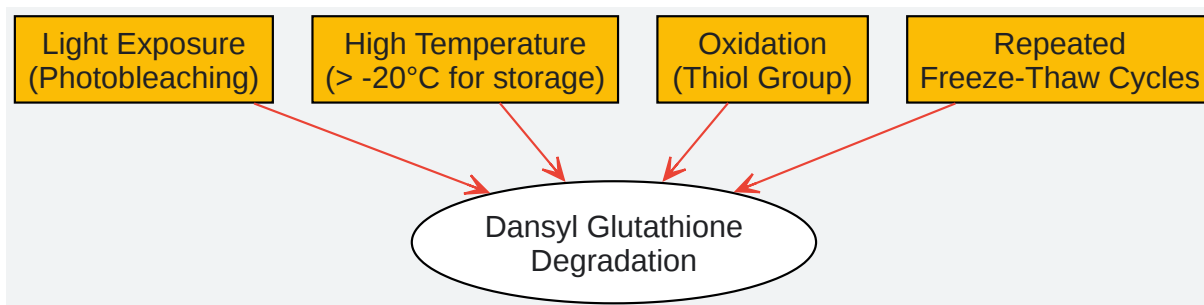 Light Exposure
(Photobleaching)
High Temperature
(> -20°C for storage)
Oxidation
(Thiol Group)
Repeated
Freeze-Thaw Cycles
Dansyl Glutathione
Degradation